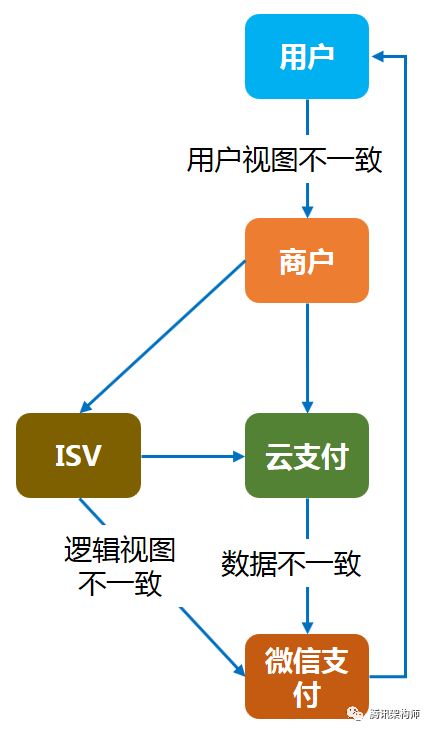 用户
用户视图不一致
商户
ISV
云支付
逻辑视图
不一致
数据不一致
微信支
付
腾讯架构师